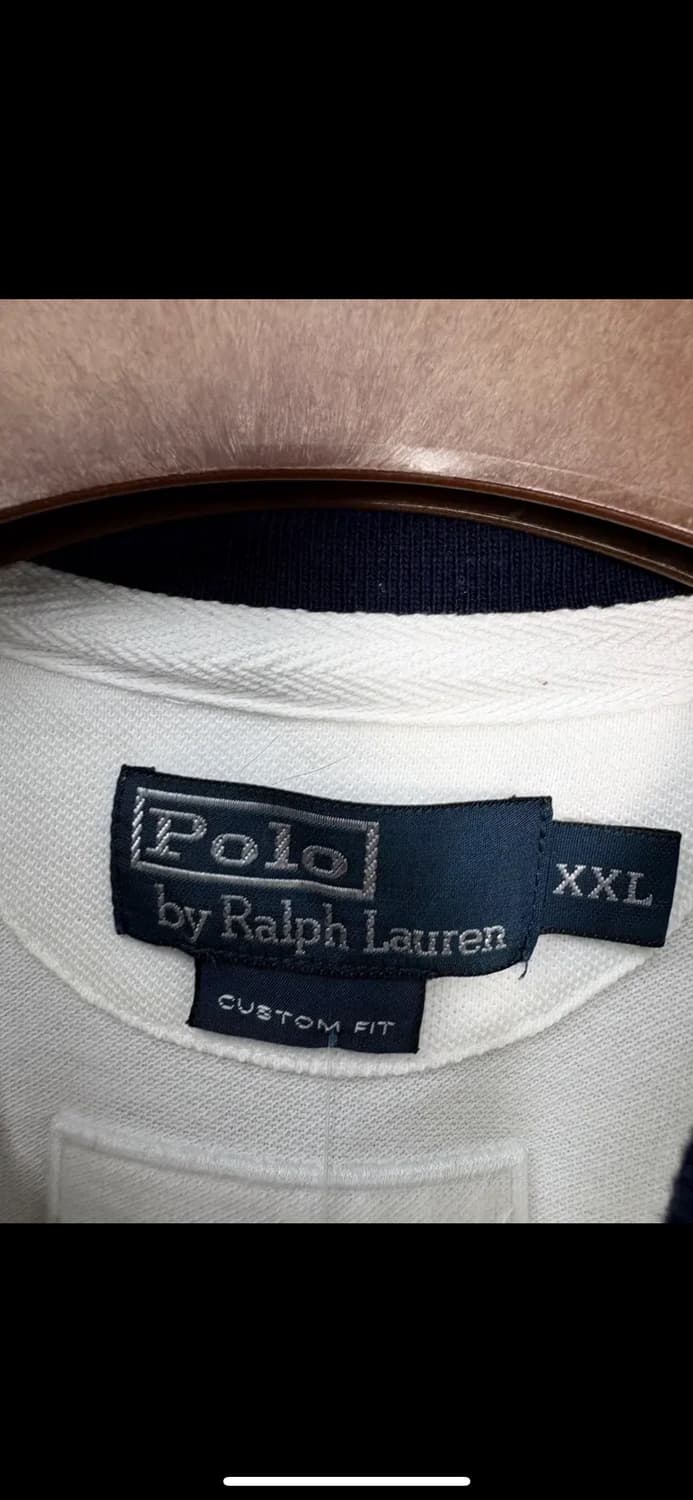 Polo
by Ralph Lauren
XXL
CUSTOM FIT